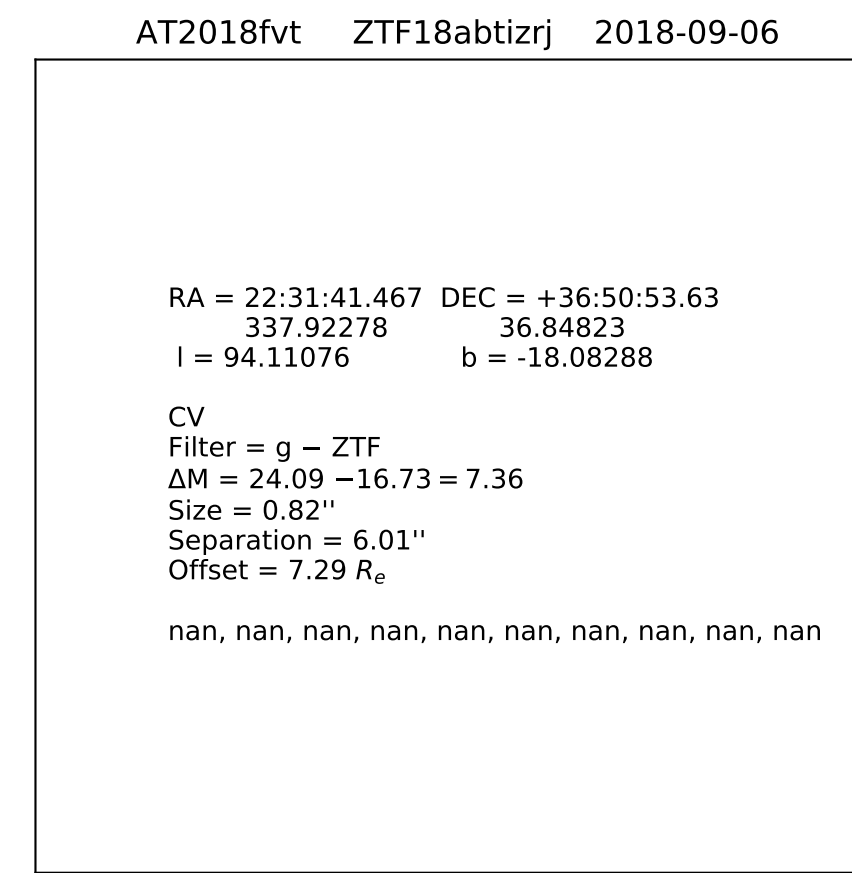 AT2018fvt ZTF18abtizrj 2018-09-06
RA = 22:31:41.467 DEC = +36:50:53.63
337.92278 36.84823
l = 94.11076 b = -18.08288
CV
Filter = g − ZTF
ΔM = 24.09 −16.73 = 7.36
Size = 0.82''
Separation = 6.01''
Offset = 7.29 Re
nan, nan, nan, nan, nan, nan, nan, nan, nan, nan